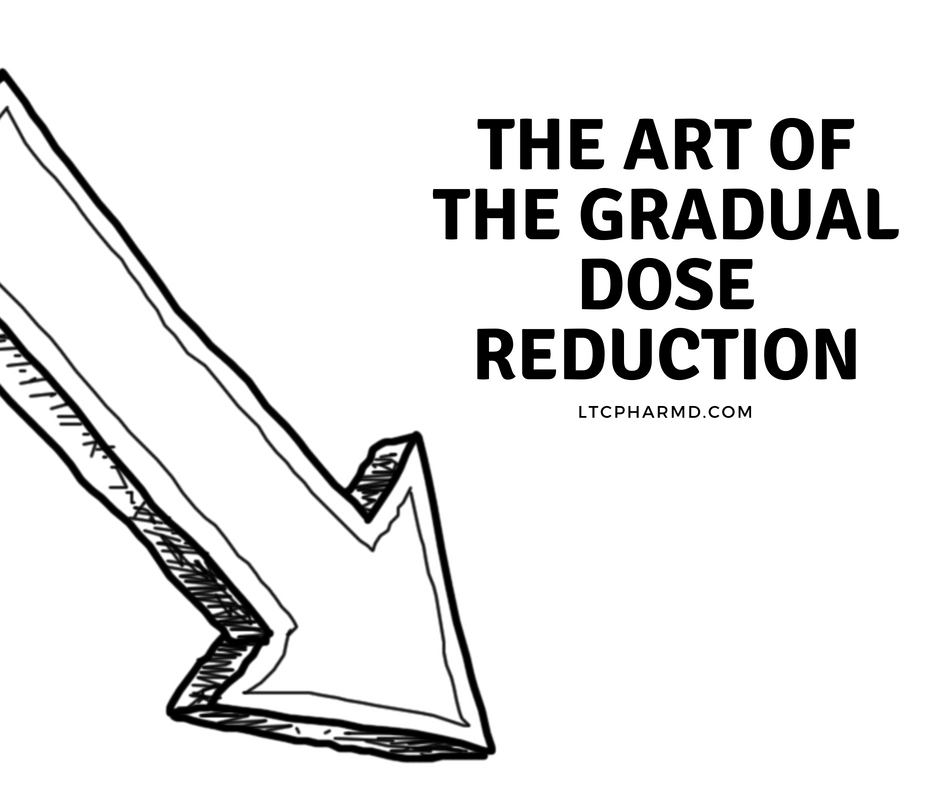 THE ART OF
THE GRADUAL
DOSE
REDUCTION
LTCPHARMD.COM